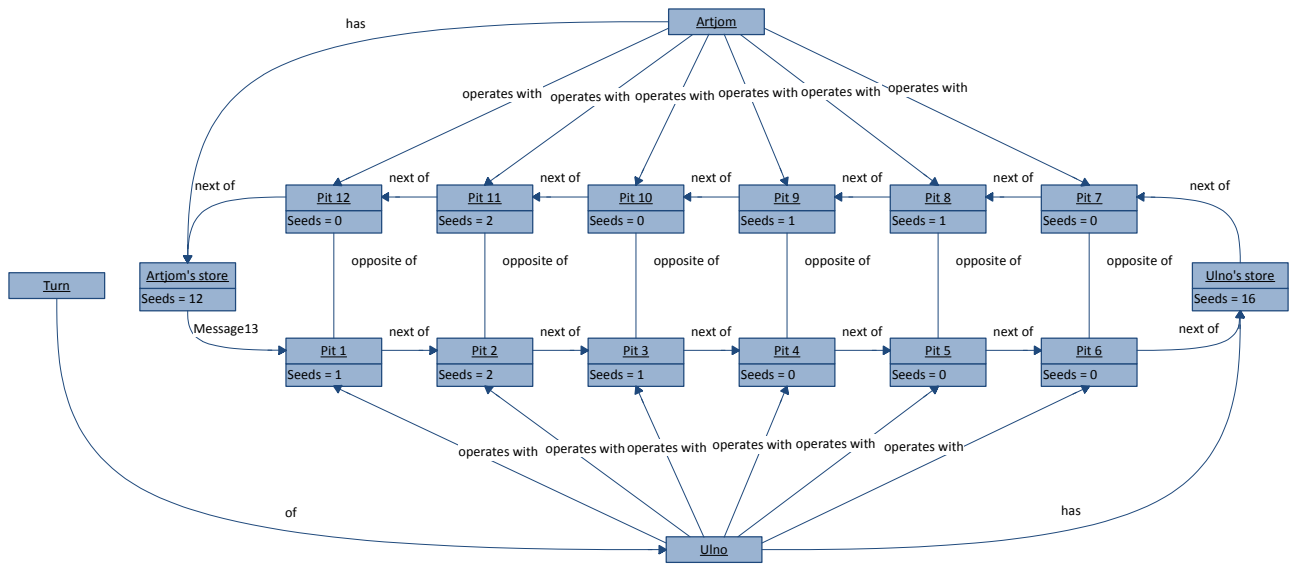 Artjom
has
operates with operates with operates with operates with operates with operates with
next of next of next of next of next of next of next of
Pit 12 Pit 11 Pit 10 Pit 9 Pit 8 Pit 7
Seeds = 0 Seeds = 2 Seeds = 0 Seeds = 1 Seeds = 1 Seeds = 0
opposite of opposite of opposite of opposite of opposite of opposite of
Turn Artjom's store Ulno's store
Seeds = 12 Seeds = 16
Message13 next of next of next of next of next of next of
Pit 1 Pit 2 Pit 3 Pit 4 Pit 5 Pit 6
Seeds = 1 Seeds = 2 Seeds = 1 Seeds = 0 Seeds = 0 Seeds = 0
operates with operates with operates with operates with operates with operates with
of has
Ulno